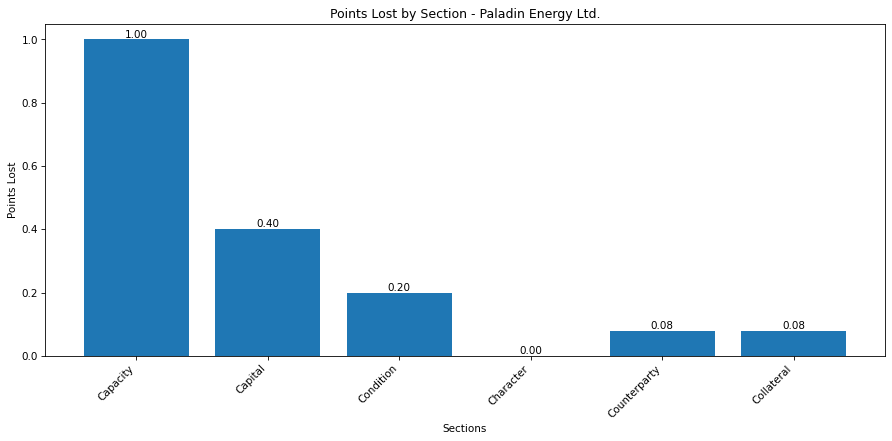 Points Lost by Section - Paladin Energy Ltd.
Points Lost
1.0
0.8
0.6
0.4
0.2
0.0
1.00
0.40
0.20
0.00
0.08
0.08
Capacity
Capital
Condition
Character
Counterparty
Collateral
Sections